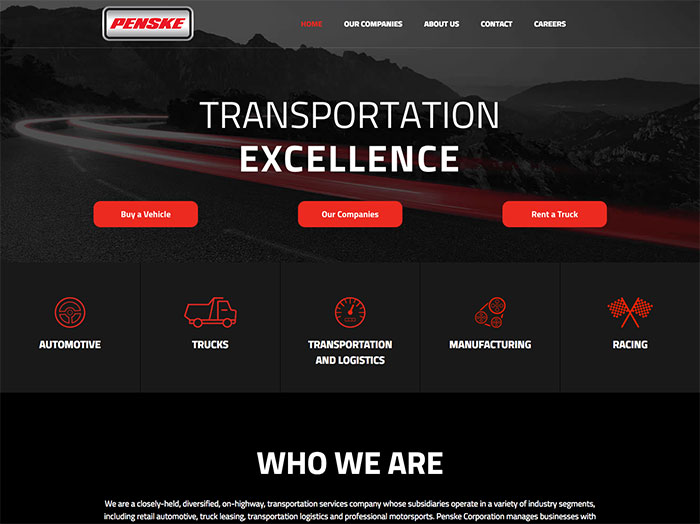 PENSKE
HOME
OUR COMPANIES
ABOUT US
CONTACT
CAREERS
TRANSPORTATION
EXCELLENCE
Buy a Vehicle
Our Companies
Rent a Truck
AUTOMOTIVE
TRUCKS
TRANSPORTATION
AND LOGISTICS
MANUFACTURING
RACING
WHO WE ARE
We are a closely-held, diversified, on-highway, transportation services company whose subsidiaries operate in a variety of industry segments,
including retail automotive, truck leasing, transportation logistics and professional motorsports. Penske Corporation manages businesses with